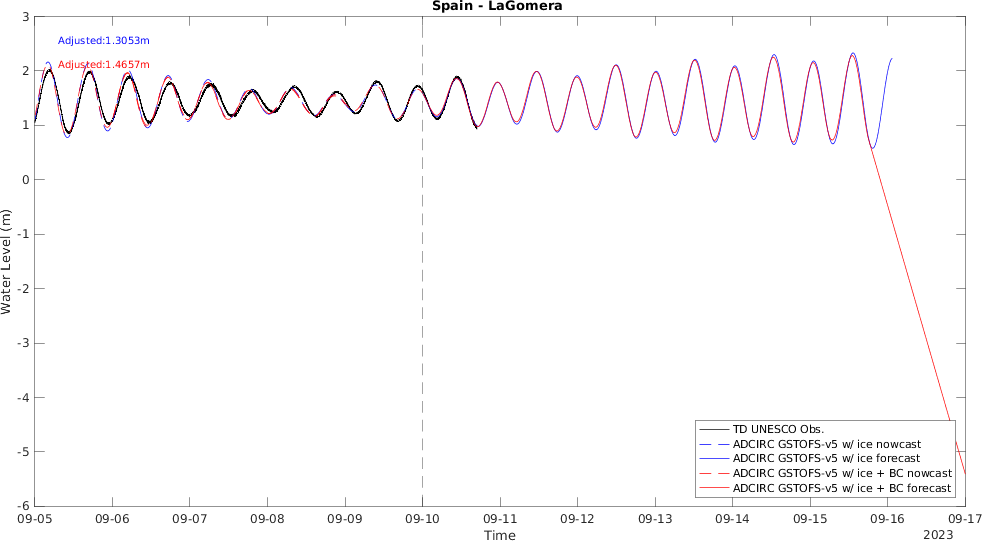 Spain - LaGomera
Adjusted:1.3053m
Adjusted:1.4657m
Water Level (m)
3
2
1
0
-1
-2
-3
-4
-5
-6
TD UNESCO Obs.
ADCIRC GSTOFS-v5 w/ ice nowcast
ADCIRC GSTOFS-v5 w/ ice forecast
ADCIRC GSTOFS-v5 w/ ice + BC nowcast
ADCIRC GSTOFS-v5 w/ ice + BC forecast
09-05 09-06 09-07 09-08 09-09 09-10 09-11 09-12 09-13 09-14 09-15 09-16 09-17
Time
2023